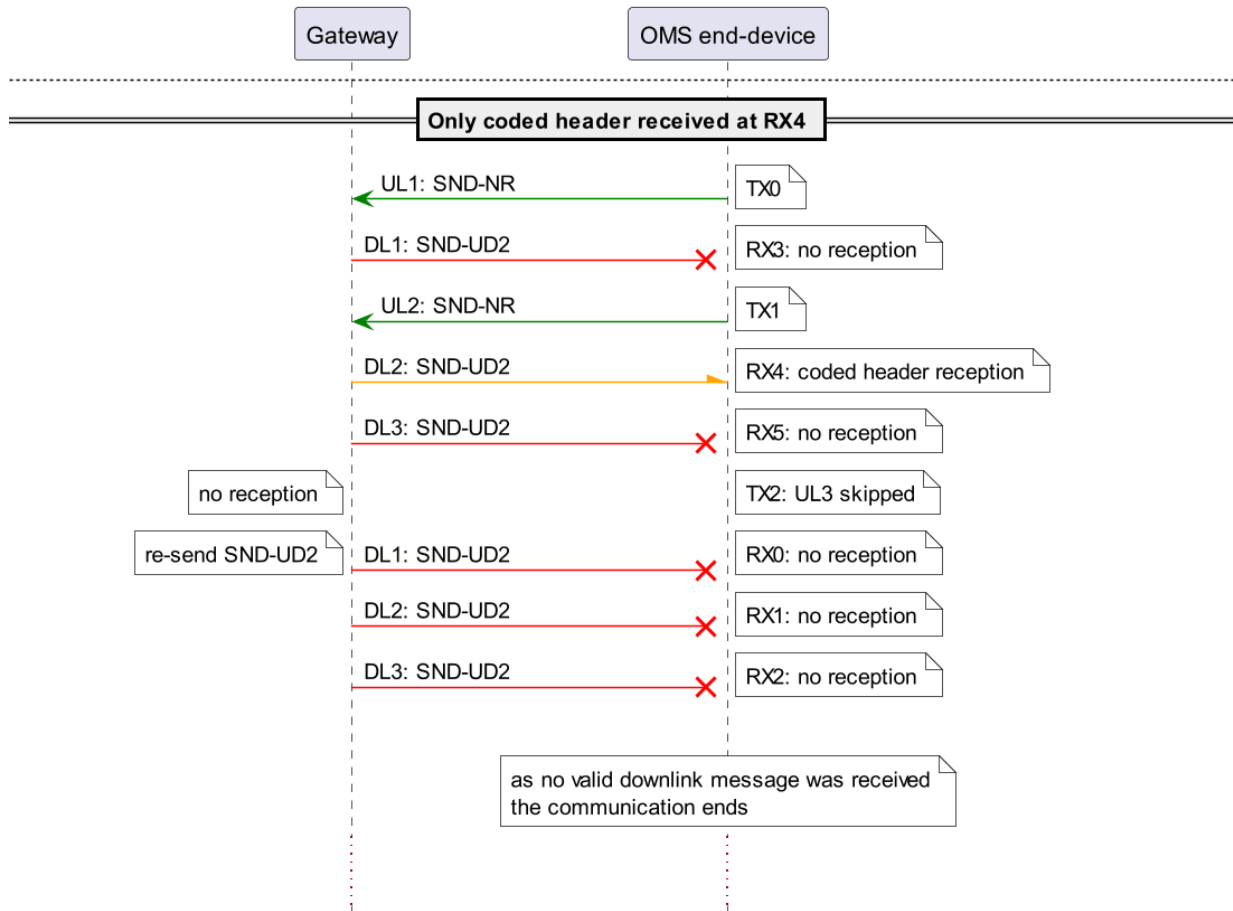 Gateway
OMS end-device
Only coded header received at RX4
UL1: SND-NR
TX0
DL1: SND-UD2
RX3: no reception
UL2: SND-NR
TX1
DL2: SND-UD2
RX4: coded header reception
DL3: SND-UD2
RX5: no reception
no reception
TX2: UL3 skipped
re-send SND-UD2
DL1: SND-UD2
RX0: no reception
DL2: SND-UD2
RX1: no reception
DL3: SND-UD2
RX2: no reception
as no valid downlink message was received
the communication ends